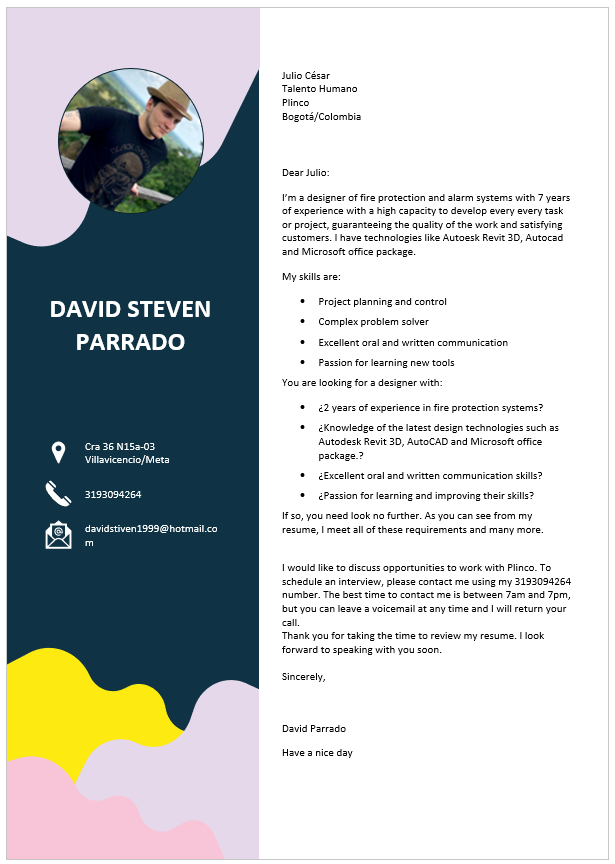 DAVID STEVEN
PARRADO
Cra 36 N15a-03
Villavicencio/Meta
3193094264
davidstiven1999@hotmail.co
m
Julio César
Talento Humano
Plinco
Bogotá/Colombia
Dear Julio:
I’m a designer of fire protection and alarm systems with 7 years
of experience with a high capacity to develop every every task
or project, guaranteeing the quality of the work and satisfying
customers. I have technologies like Autoesk Revit 3D, Autocad
and Microsoft office package.
My skills are:
• Project planning and control
• Complex problem solver
• Excellent oral and written communication
• Passion for learning new tools
You are looking for a designer with:
• ¿2 years of experience in fire protection systems?
• ¿Knowledge of the latest design technologies such as
Autodesk Revit 3D, AutoCAD and Microsoft office
package.?
• ¿Excellent oral and written communication skills?
• ¿Passion for learning and improving their skills?
If so, you need look no further. As you can see from my
resume, I meet all of these requirements and many more.
I would like to discuss opportunities to work with Plinco. To
schedule an interview, please contact me using my 3193094264
number. The best time to contact me is between 7am and 7pm,
but you can leave a voicemail at any time and I will return your
call.
Thank you for taking the time to review my resume. I look
forward to speaking with you soon.
Sincerely,
David Parrado
Have a nice day